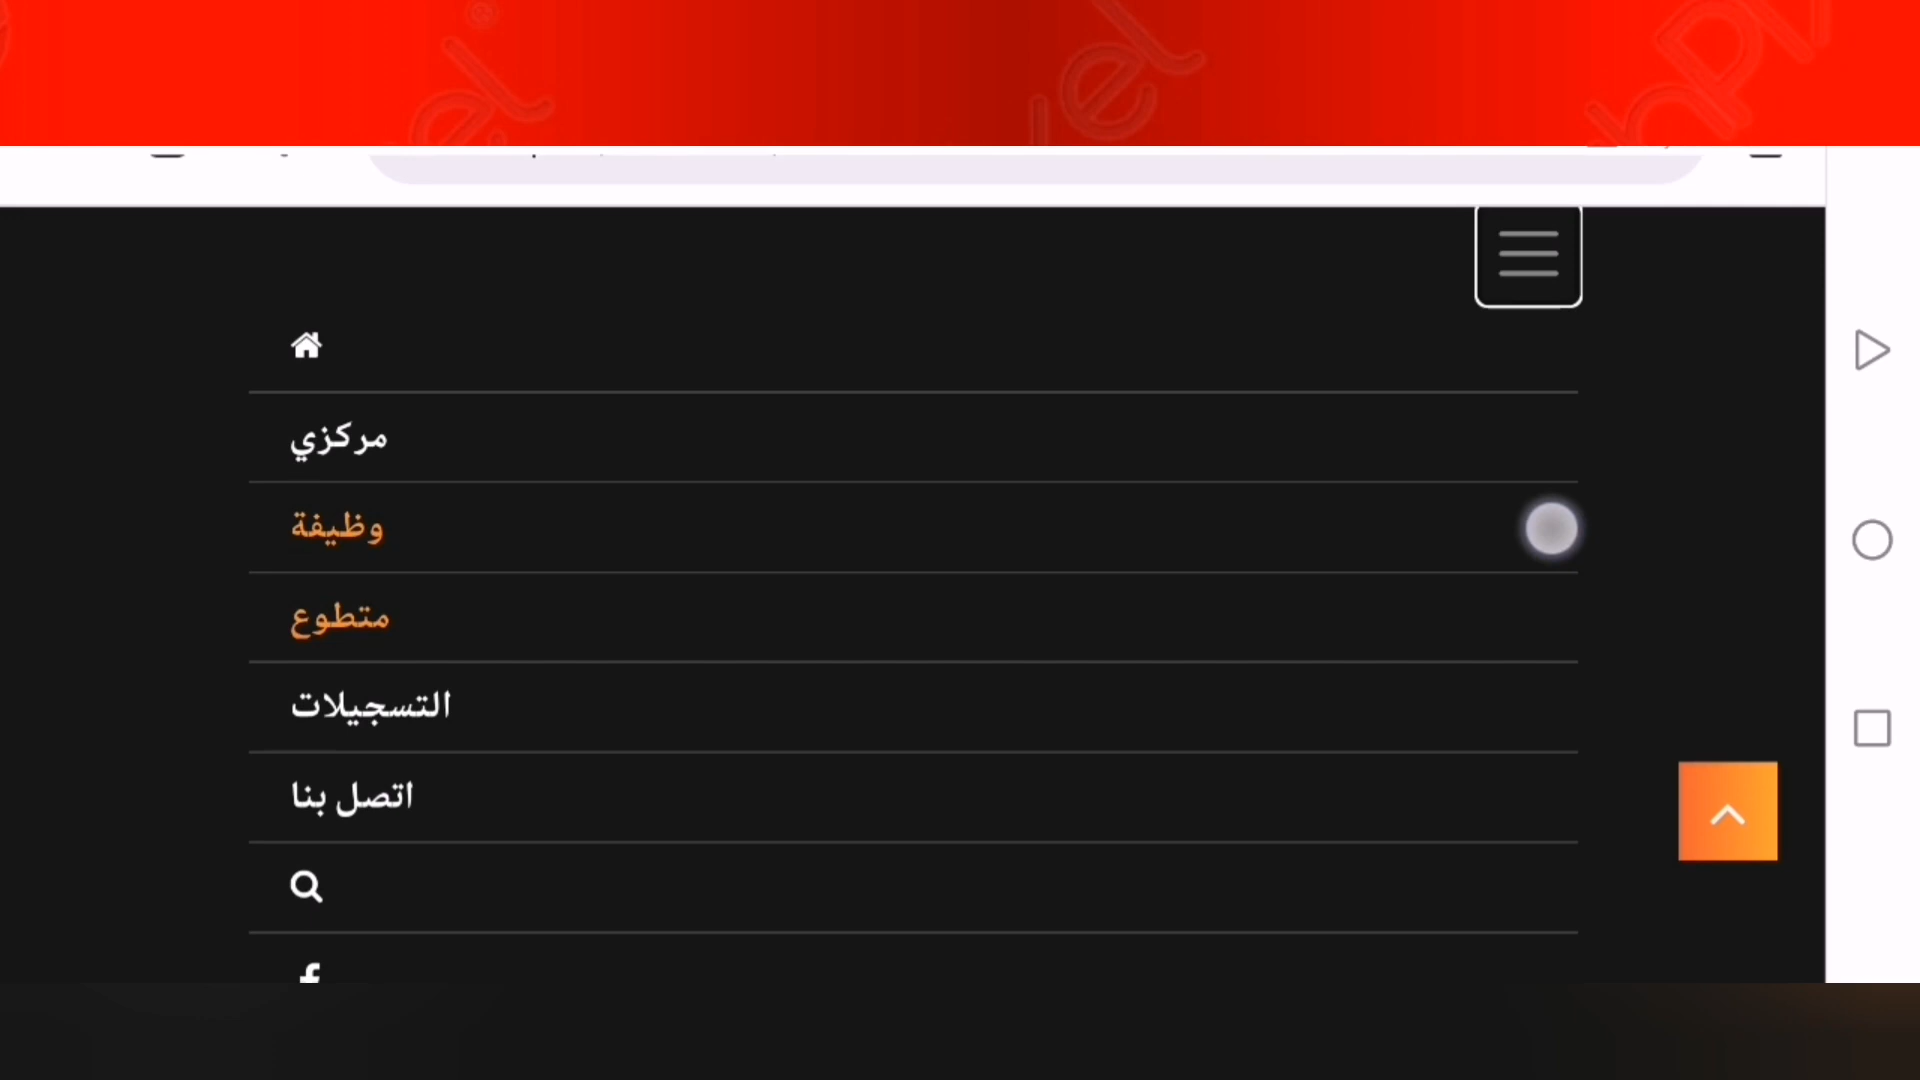 مركزي
وظيفة
متطوع
التسجيلات
اتصل بنا